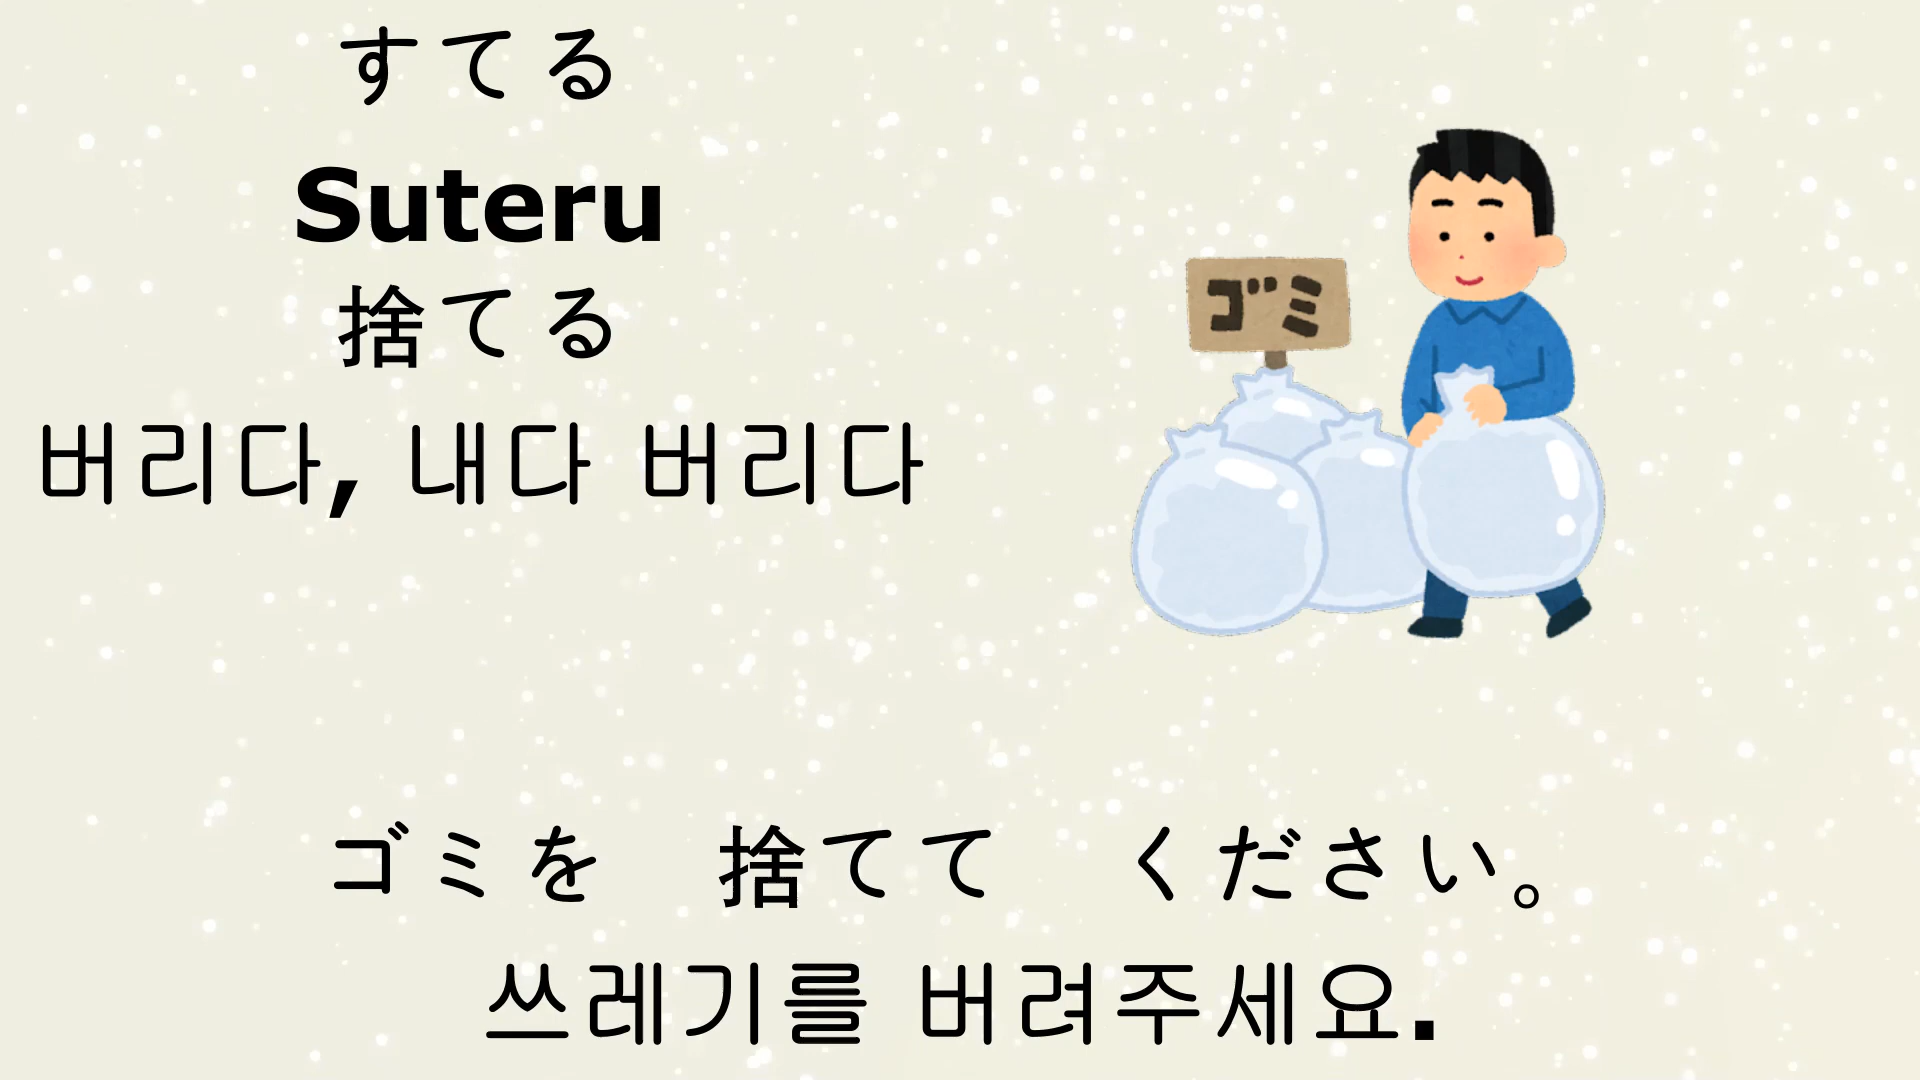 すてる
Suteru
捨てる
버리다, 내다 버리다
ゴミ
ゴミを　捨てて　ください。
쓰레기를 버려주세요.